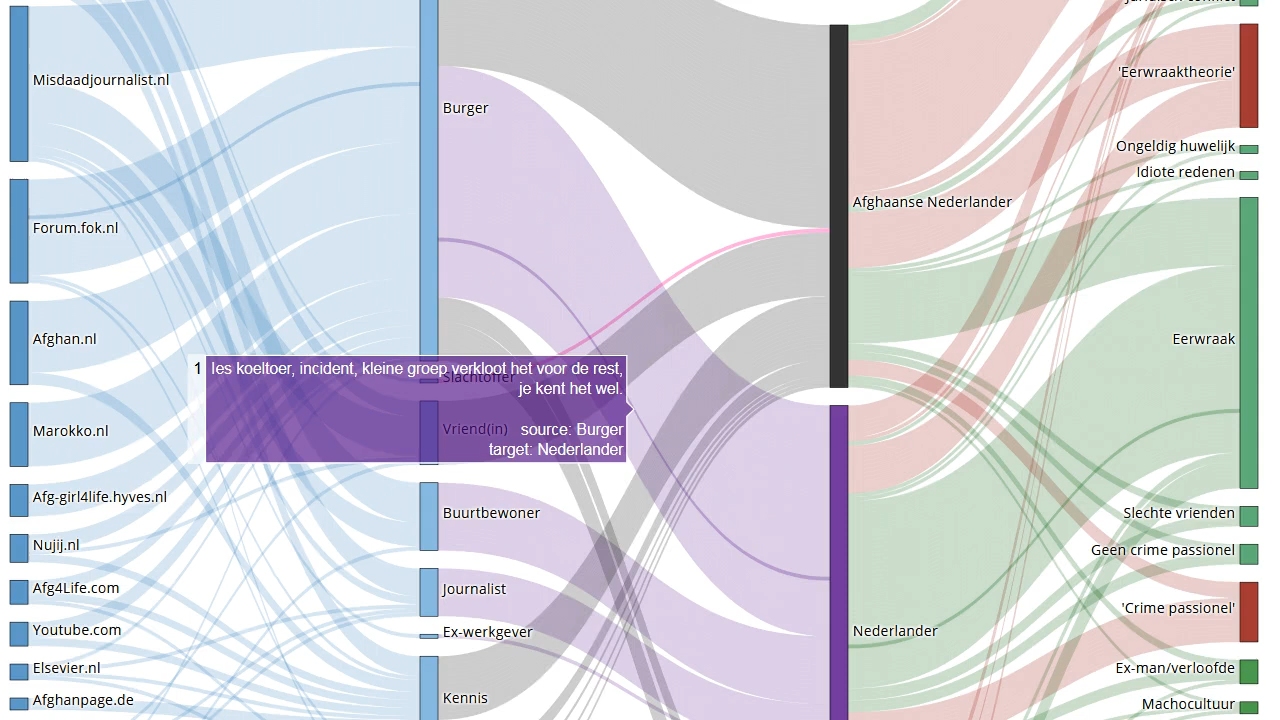 Misdaadjournalist.nl
Forum.fok.nl
Afghan.nl
Marokko.nl
Afg-girl4life.hyves.nl
Nujij.nl
Afg4Life.com
Youtube.com
Elsevier.nl
Afghanpage.de
Burger
Slachtoffer
Vriend(in)
1
les koeltoer, incident, kleine groep verkloot het voor de rest,
je kent het wel.
source: Burger
target: Nederlander
Buurtbewoner
Journalist
Ex-werkgever
Kennis
Afghaanse Nederlander
Nederlander
'Eerwraaktheorie'
Ongeldig huwelijk
Idiote redenen
Eerwraak
Slechte vrienden
Geen crime passionel
'Crime passionel'
Ex-man/verloofde
Machocultuur